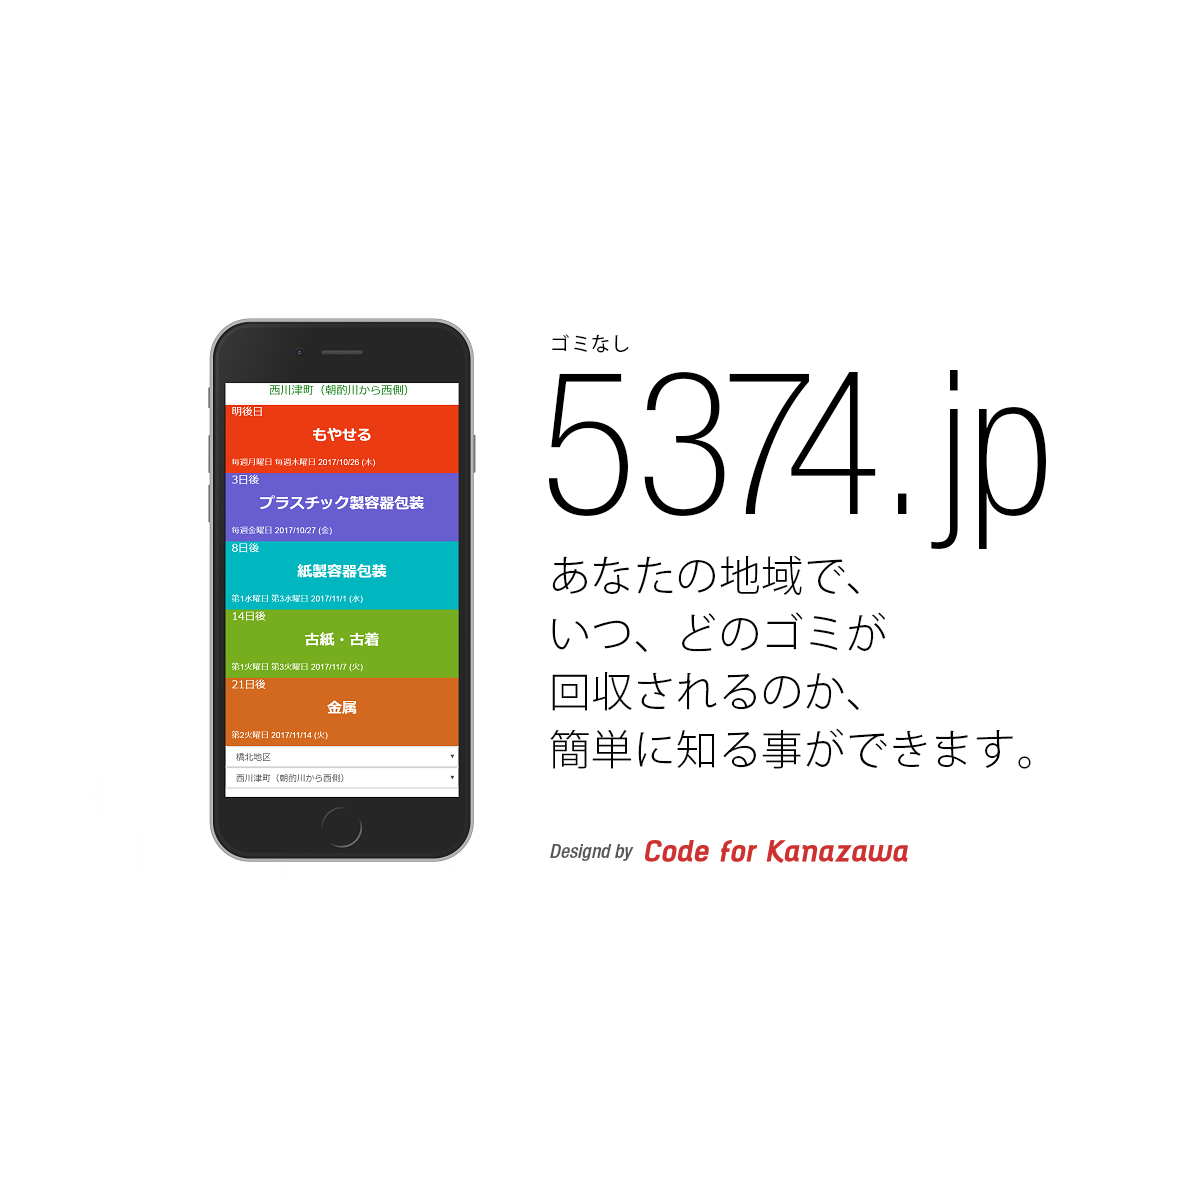 西川津町（朝酌川から西側）
明後日
もやせる
毎週月曜日 毎週木曜日 2017/10/26 (木)
3日後
プラスチック製容器包装
毎週金曜日 2017/10/27 (金)
8日後
紙製容器包装
第1水曜日 第3水曜日 2017/11/1 (水)
14日後
古紙・古着
第1火曜日 第3火曜日 2017/11/7 (火)
21日後
金属
第2火曜日 2017/11/14 (火)
橋北地区
西川津町（朝酌川から西側）
ゴミなし
5374.jp
あなたの地域で、
いつ、どのゴミが
回収されるのか、
簡単に知る事ができます。
Designd by Code for Kanazawa